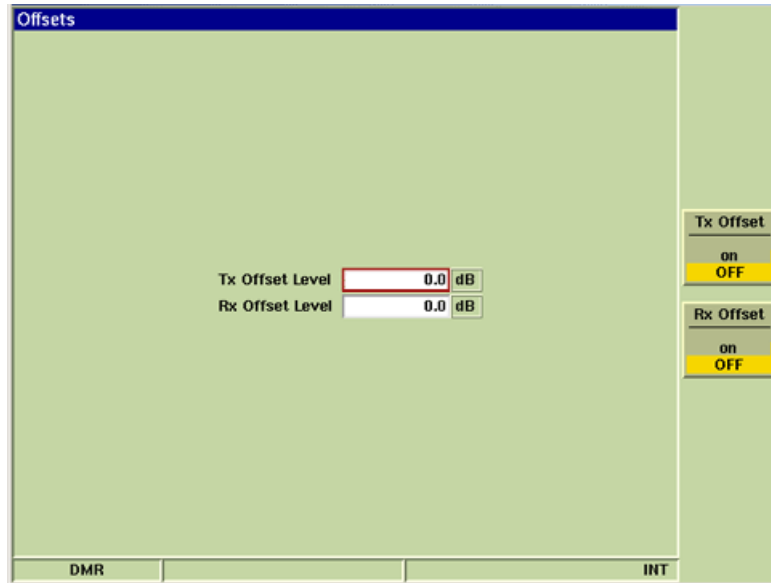 Offsets
Tx Offset Level 0.0 dB
Rx Offset Level 0.0 dB
Tx Offset
on
OFF
Rx Offset
on
OFF
DMR INT